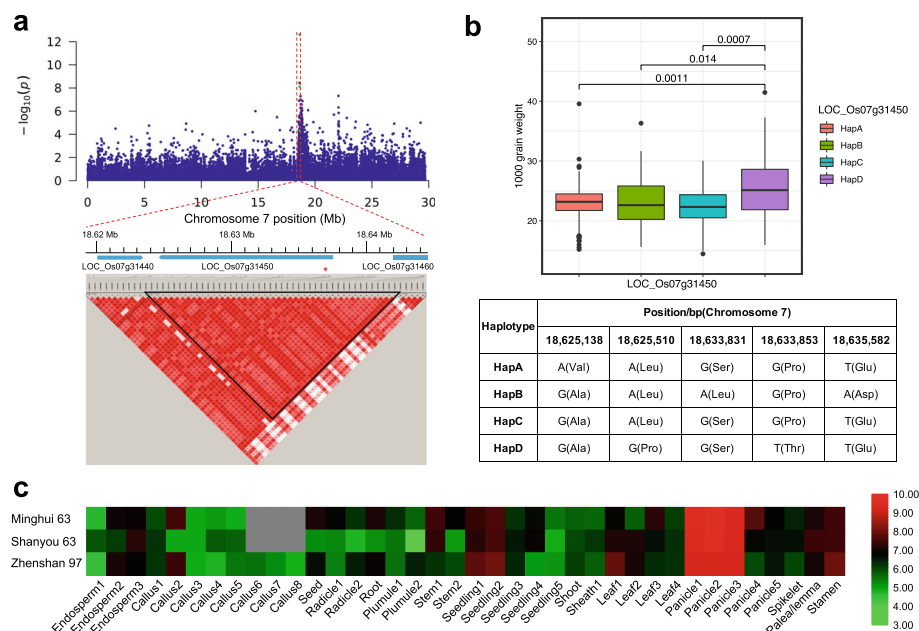 a
12
10
8
6
4
2
0
− log10(p)
0 5 10 15 20 25 30
Chromosome 7 position (Mb)
18.62 Mb 18.63 Mb 18.64 Mb
LOC_Os07g31440 LOC_Os07g31450 LOC_Os07g31460
*
b
50
40
30
20
1000 grain weight
0.0007
0.014
0.0011
LOC_Os07g31450
LOC_Os07g31450
HapA
HapB
HapC
HapD
Haplotype Position/bp(Chromosome 7)
18,625,138 18,625,510 18,633,831 18,633,853 18,635,582
HapA A(Val) A(Leu) G(Ser) G(Pro) T(Glu)
HapB G(Ala) A(Leu) A(Leu) G(Pro) A(Asp)
HapC G(Ala) A(Leu) G(Ser) G(Pro) T(Glu)
HapD G(Ala) G(Pro) G(Ser) T(Thr) T(Glu)
c
Minghui 63
Shanyou 63
Zhenshan 97
Endosperm1
Endosperm2
Endosperm3
Callus1
Callus2
Callus3
Callus4
Callus5
Callus6
Callus7
Callus8
Seed
Radicle1
Radicle2
Root
Plumule1
Plumule2
Stem1
Stem2
Seedling1
Seedling2
Seedling3
Seedling4
Seedling5
Shoot
Sheath1
Leaf1
Leaf2
Leaf3
Leaf4
Panicle1
Panicle2
Panicle3
Panicle4
Panicle5
Spikelet
Palea/lemma
Stamen
10.00
9.00
8.00
7.00
6.00
5.00
4.00
3.00